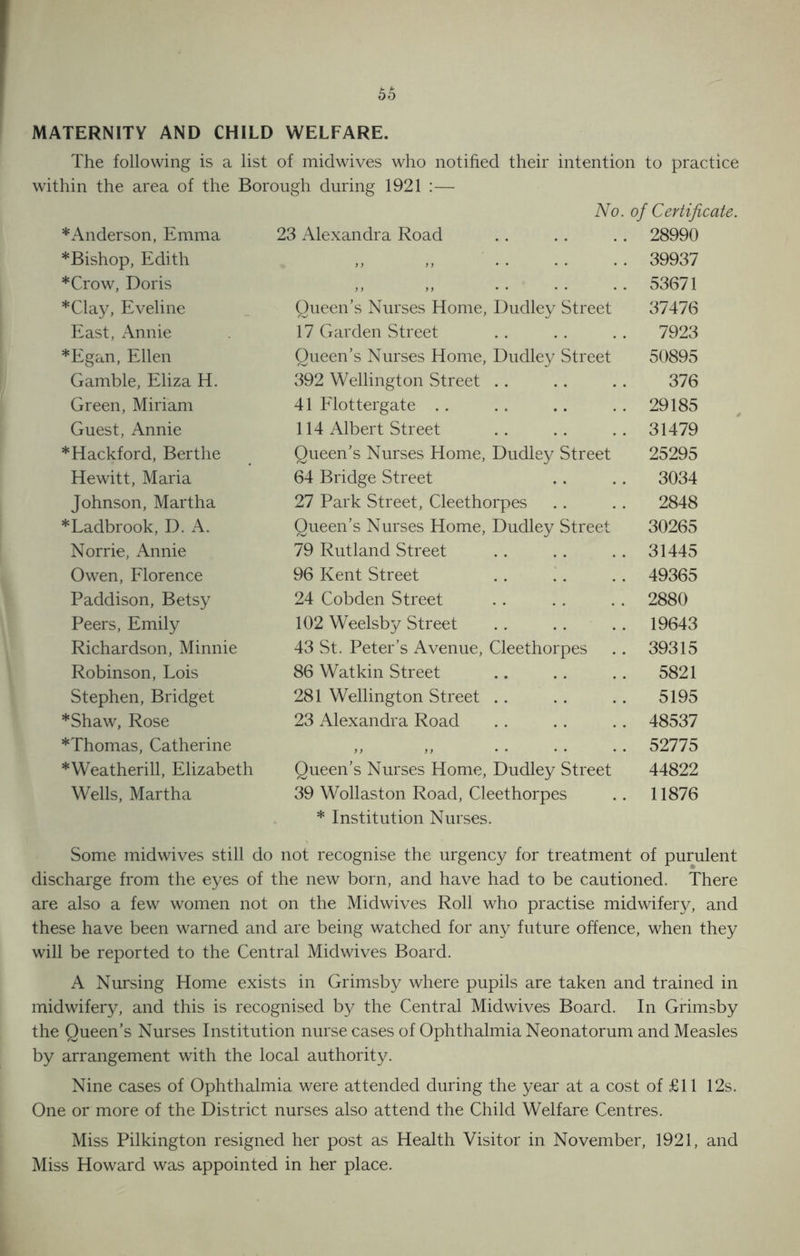 55
MATERNITY AND CHILD WELFARE.
The following is a list of midwives who notified their intention to practice
within the area of the Borough during 1921 :—
No. of Certificate.
*Anderson, Emma 23 Alexandra Road .. .. .. 28990
*Bishop, Edith ,, ,, .. .. .. 39937
*Crow, Doris ,, ,, .. .. .. 53671
*Clay, Eveline Queen's Nurses Home, Dudley Street 37476
East, Annie 17 Garden Street .. .. .. 7923
*Egan, Ellen Queen's Nurses Home, Dudley Street 50895
Gamble, Eliza H. 392 Wellington Street .. .. .. 376
Green, Miriam 41 Flottergate .. .. .. .. 29185
Guest, Annie 114 Albert Street .. .. .. 31479
*Hackford, Berthe Queen's Nurses Home, Dudley Street 25295
Hewitt, Maria 64 Bridge Street .. .. 3034
Johnson, Martha 27 Park Street, Cleethorpes .. .. 2848
*Ladbrook, D. A. Queen's Nurses Home, Dudley Street 30265
Norrie, Annie 79 Rutland Street .. .. .. 31445
Owen, Florence 96 Kent Street .. .. .. 49365
Paddison, Betsy 24 Cobden Street .. .. .. 2880
Peers, Emily 102 Weelsby Street .. .. .. 19643
Richardson, Minnie 43 St. Peter's Avenue, Cleethorpes .. 39315
Robinson, Lois 86 Watkin Street .. .. .. 5821
Stephen, Bridget 281 Wellington Street .. .. .. 5195
*Shaw, Rose 23 Alexandra Road .. .. .. 48537
*Thomas, Catherine ,, ,, .. .. .. 52775
*Weatherill, Elizabeth Queen's Nurses Home, Dudley Street 44822
Wells, Martha 39 Wollaston Road, Cleethorpes .. 11876
* Institution Nurses.
Some midwives still do not recognise the urgency for treatment of purulent
discharge from the eyes of the new born, and have had to be cautioned. There
are also a few women not on the Midwives Roll who practise midwifery, and
these have been warned and are being watched for any future offence, when they
will be reported to the Central Midwives Board.
A Nursing Home exists in Grimsby where pupils are taken and trained in
midwifery, and this is recognised by the Central Midwives Board. In Grimsby
the Queen's Nurses Institution nurse cases of Ophthalmia Neonatorum and Measles
by arrangement with the local authority.
Nine cases of Ophthalmia were attended during the year at a cost of £11 12s.
One or more of the District nurses also attend the Child Welfare Centres.
Miss Pilkington resigned her post as Health Visitor in November, 1921, and
Miss Howard was appointed in her place.